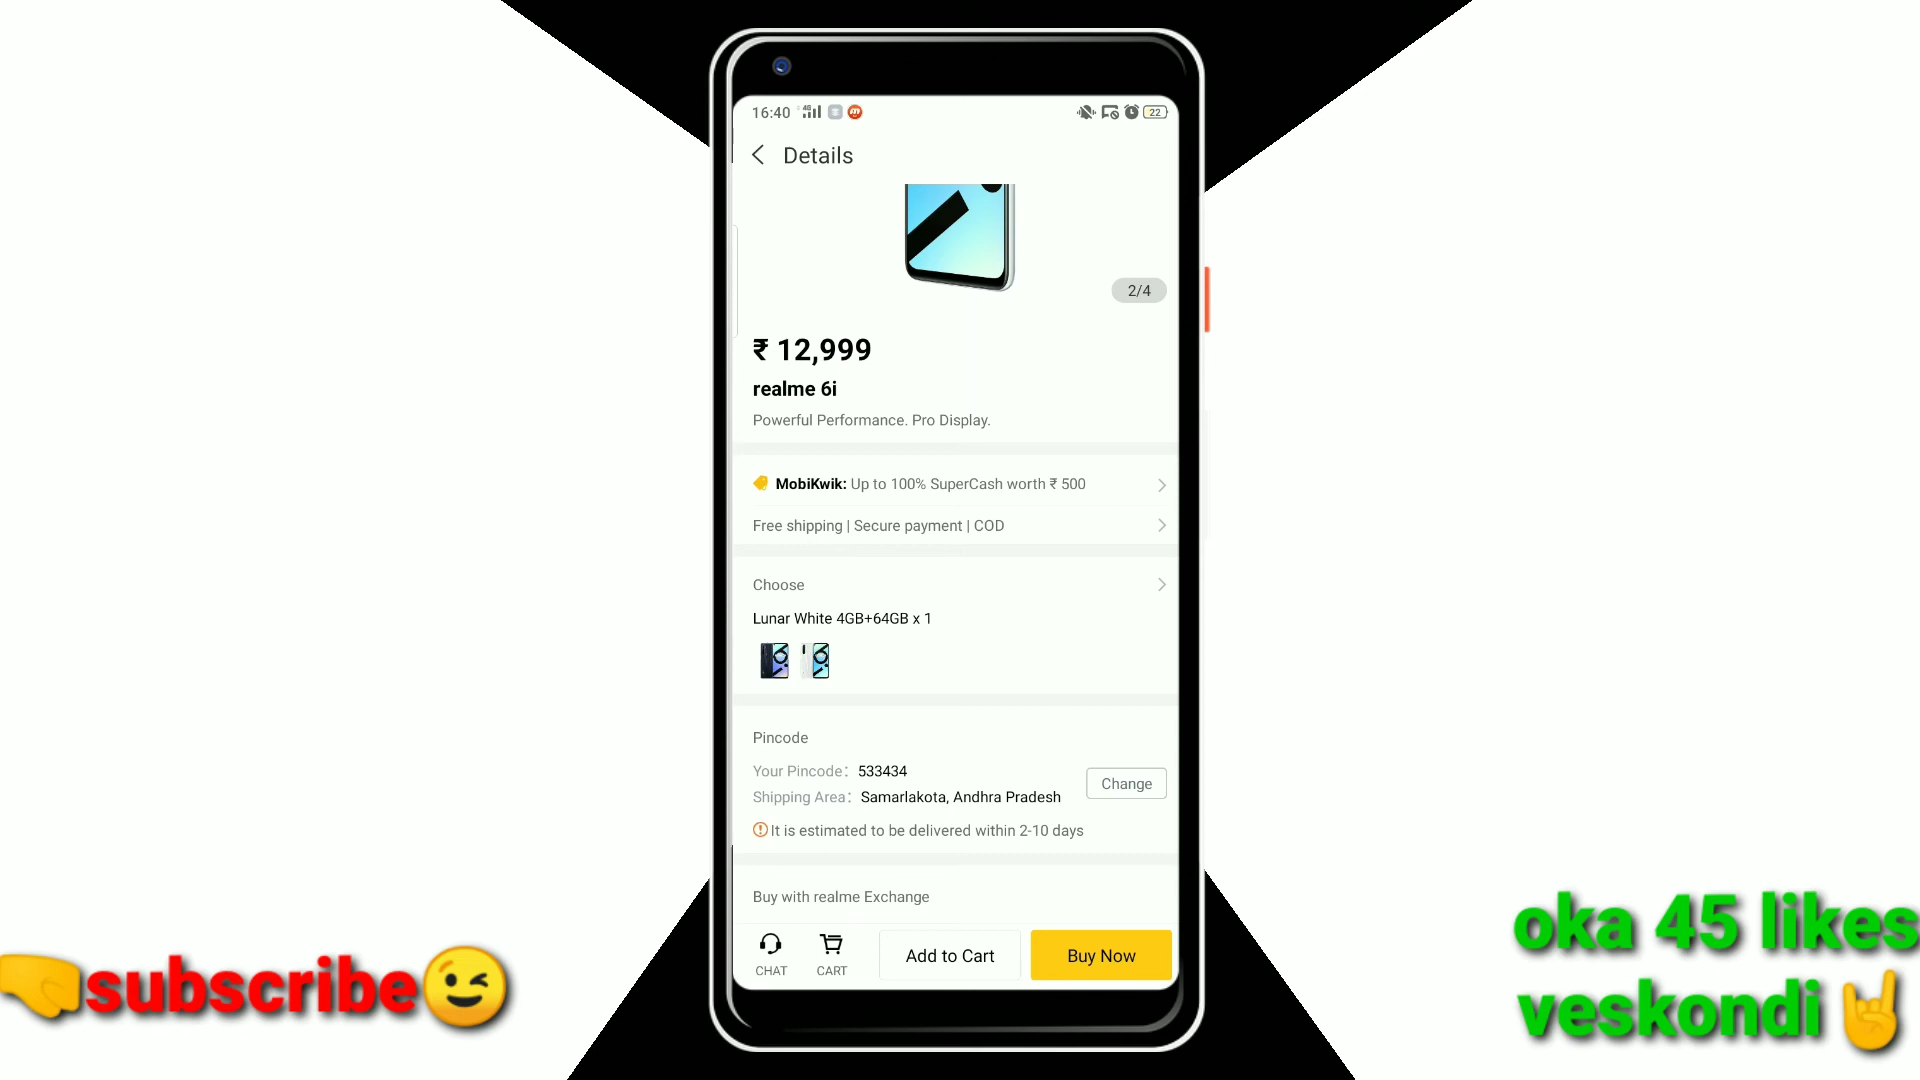 16:40 4G 22
Details
2/4
₹ 12,999
realme 6i
Powerful Performance. Pro Display.
MobiKwik: Up to 100% SuperCash worth ₹ 500
Free shipping | Secure payment | COD
Choose
Lunar White 4GB+64GB x 1
Pincode
Your Pincode: 533434
Shipping Area: Samarlakota, Andhra Pradesh
Change
It is estimated to be delivered within 2-10 days
Buy with realme Exchange
CHAT
CART
Add to Cart
Buy Now
subscribe
oka 45 likes
veskondi